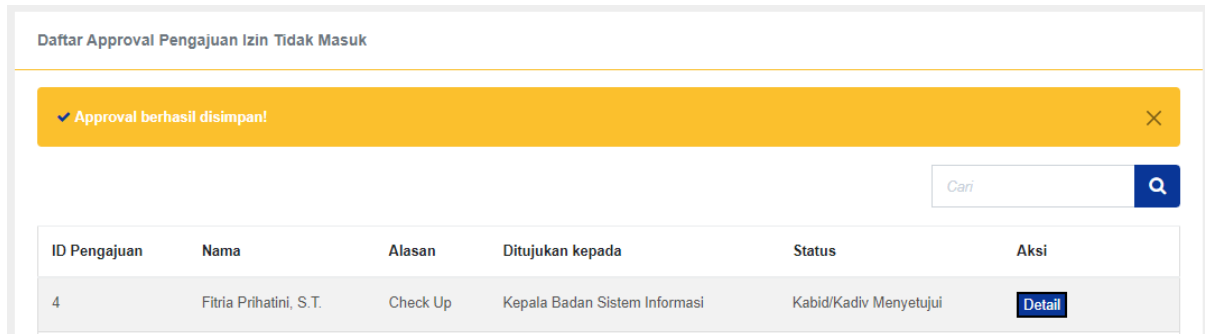 Daftar Approval Pengajuan Izin Tidak Masuk
Approval berhasil disimpan!
Cari
ID Pengajuan Nama Alasan Ditujukan kepada Status Aksi
4 Fitria Prihatini, S.T. Check Up Kepala Badan Sistem Informasi Kabid/Kadiv Menyetujui Detail